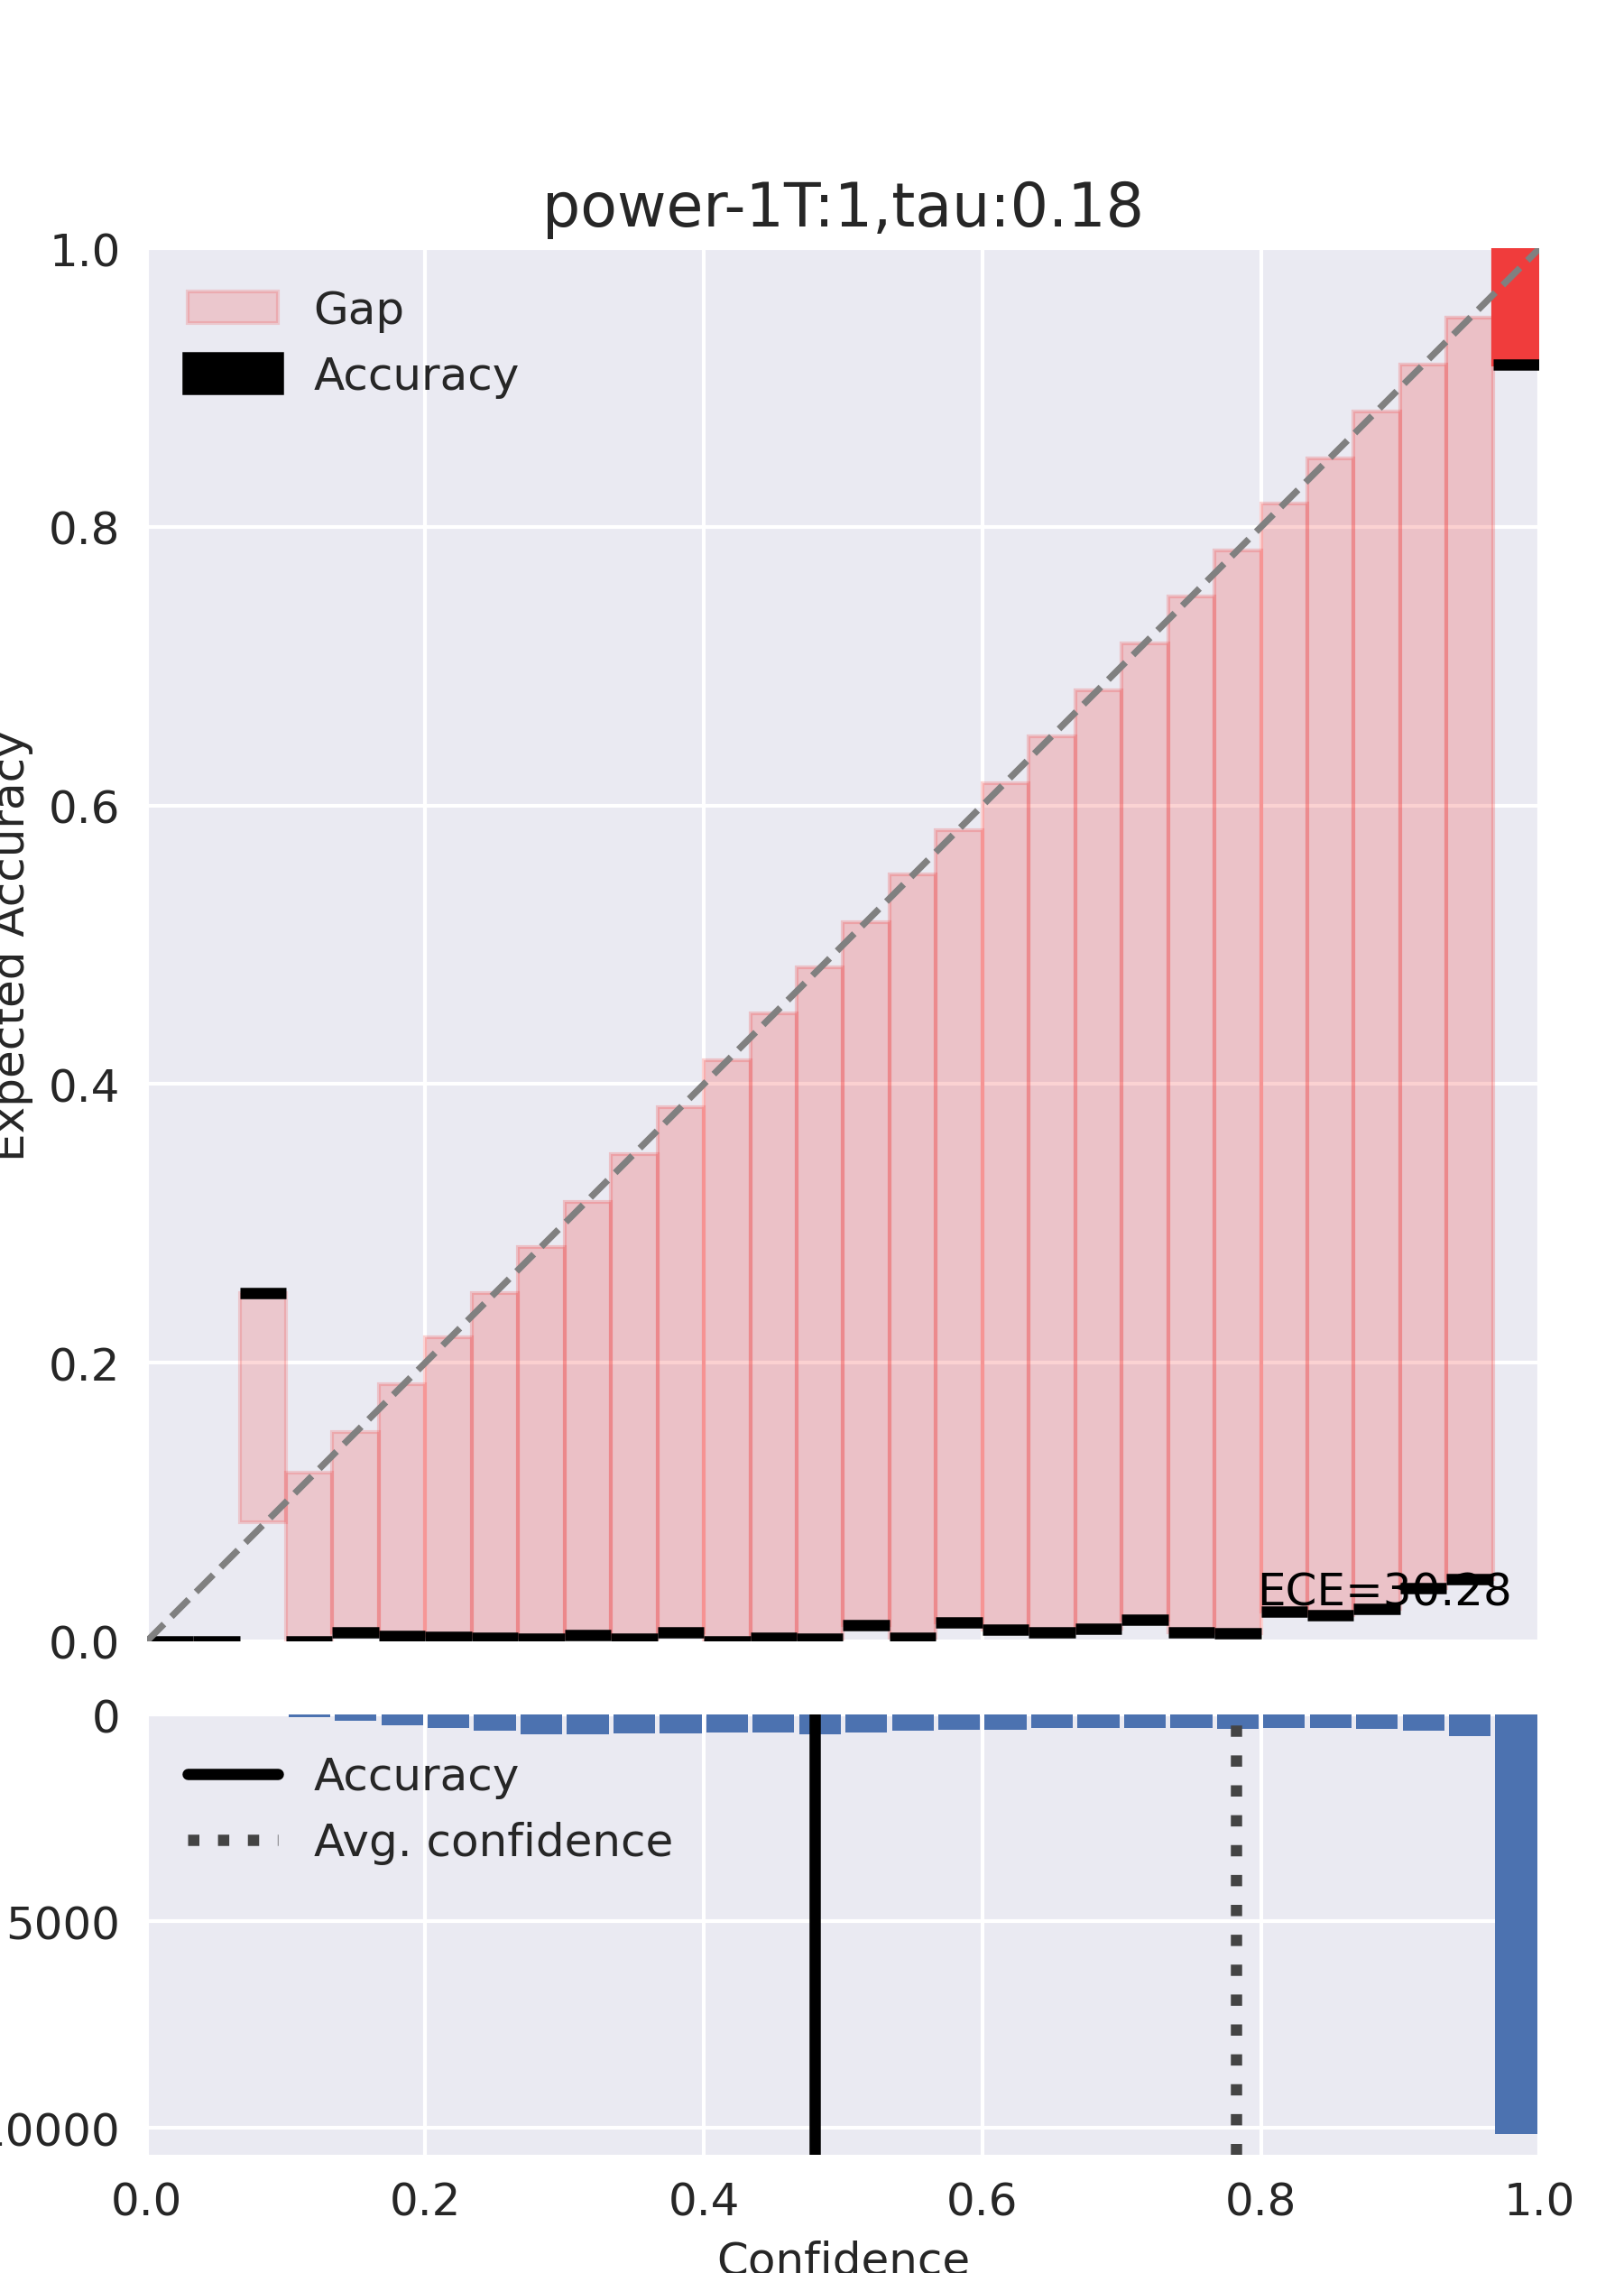 power-1T:1,tau:0.18
1.0
Gap
Accuracy
0.8
0.6
Expected Accuracy
0.4
0.2
ECE=30.28
0.0
0
Accuracy
Avg. confidence
5000
0000
0.0 0.2 0.4 0.6 0.8 1.0
Confidence